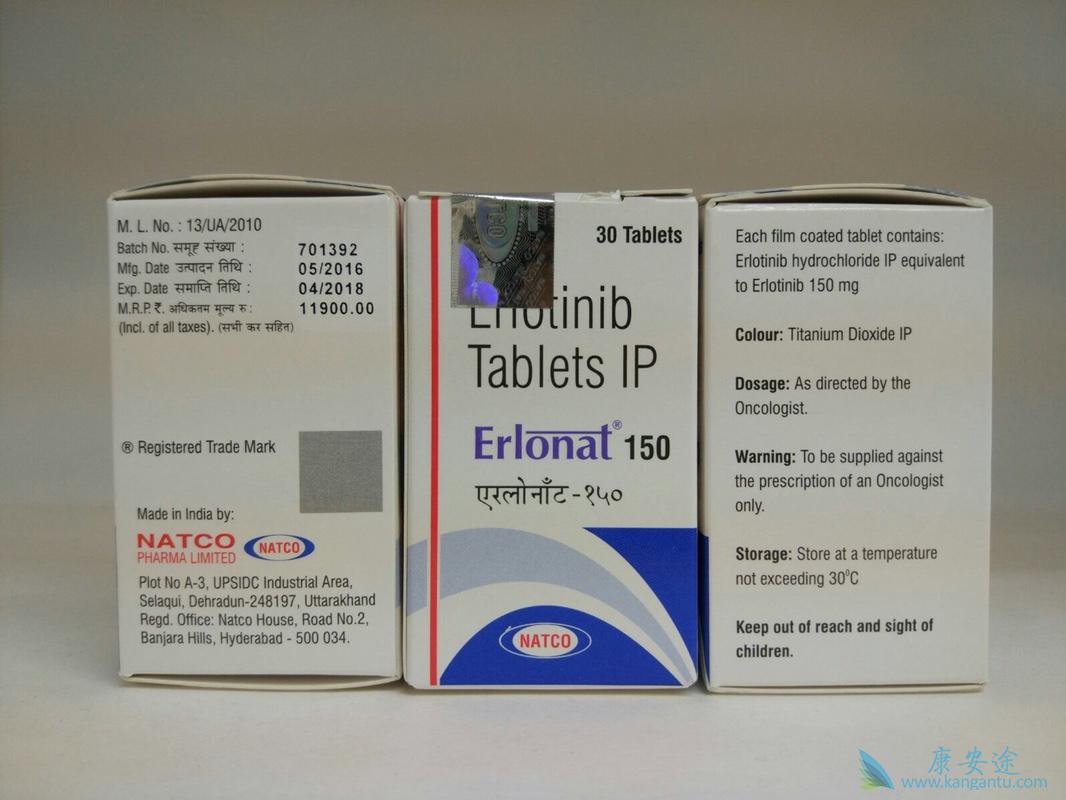 M. L. No. : 13/UA/2010
Batch No. समूह संख्या : 701392
Mfg. Date उत्पादन तिथि : 05/2016
Exp. Date समाप्ति तिथि : 04/2018
M.R.P. ₹. अधिकतम मूल्य रु : 11900.00
(Incl. of all taxes). (सभी कर सहित)
® Registered Trade Mark
Made in India by:
NATCO
PHARMA LIMITED
NATCO
Plot No A-3, UPSIDC Industrial Area,
Selaqui, Dehradun-248197, Uttarakhand
Regd. Office: Natco House, Road No.2,
Banjara Hills, Hyderabad - 500 034.
30 Tablets
Erlotinib
Tablets IP
Erlonat® 150
एरलोनाँट-१५०
NATCO
Each film coated tablet contains:
Erlotinib hydrochloride IP equivalent
to Erlotinib 150 mg
Colour: Titanium Dioxide IP
Dosage: As directed by the
Oncologist.
Warning: To be supplied against
the prescription of an Oncologist
only.
Storage: Store at a temperature
not exceeding 30⁰C
Keep out of reach and sight of
children.
康安途
www.kangantu.com